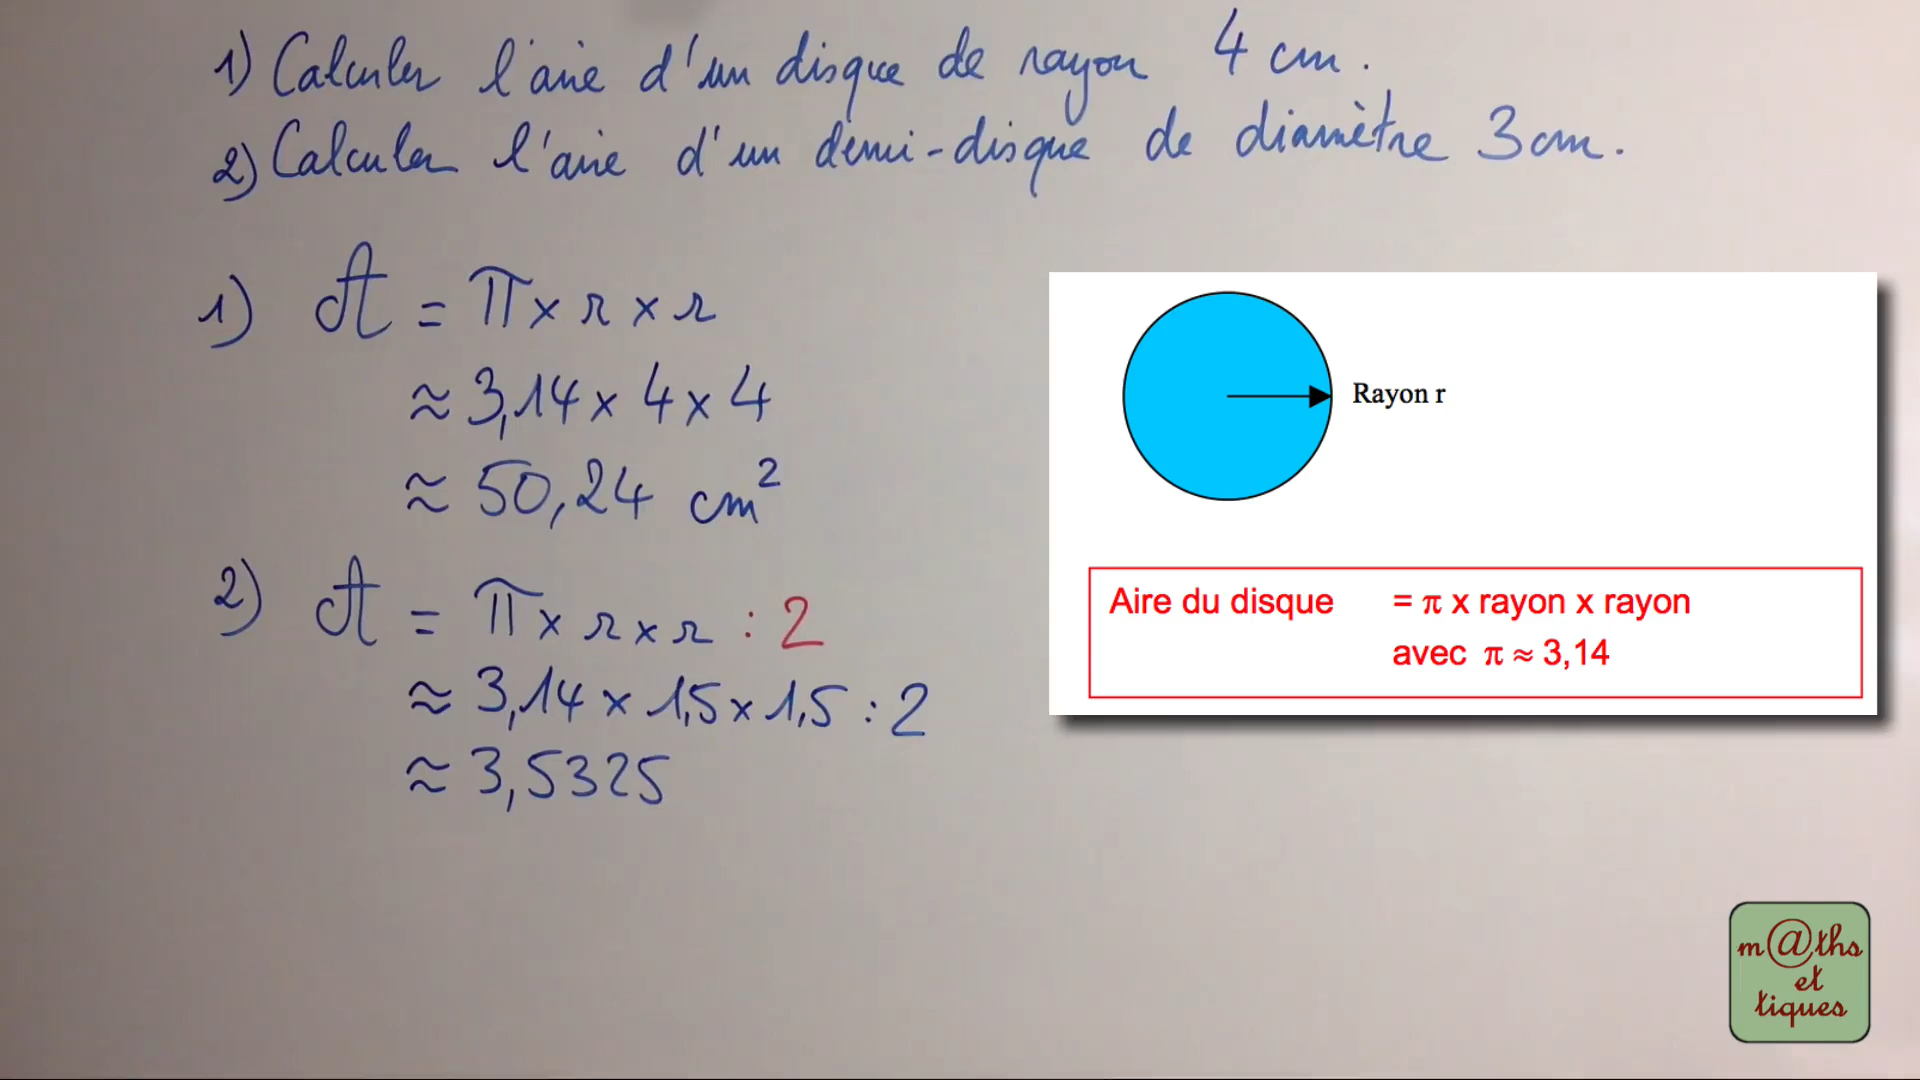 1) Calculer l'aire d'un disque de rayon 4 cm.
2) Calculer l'aire d'un demi-disque de diamètre 3 cm.
1) A = π x r x r
≈ 3,14 x 4 x 4
≈ 50,24 cm²
2) A = π x r x r : 2
≈ 3,14 x 1,5 x 1,5 : 2
≈ 3,5325
Rayon r
Aire du disque = π x rayon x rayon
avec π ≈ 3,14
m@ths
et
tiques